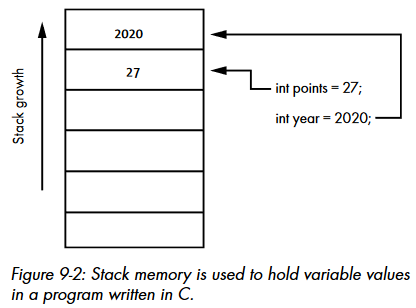 2020
27
Stack growth
int points = 27;
int year = 2020;
Figure 9-2: Stack memory is used to hold variable values
in a program written in C.